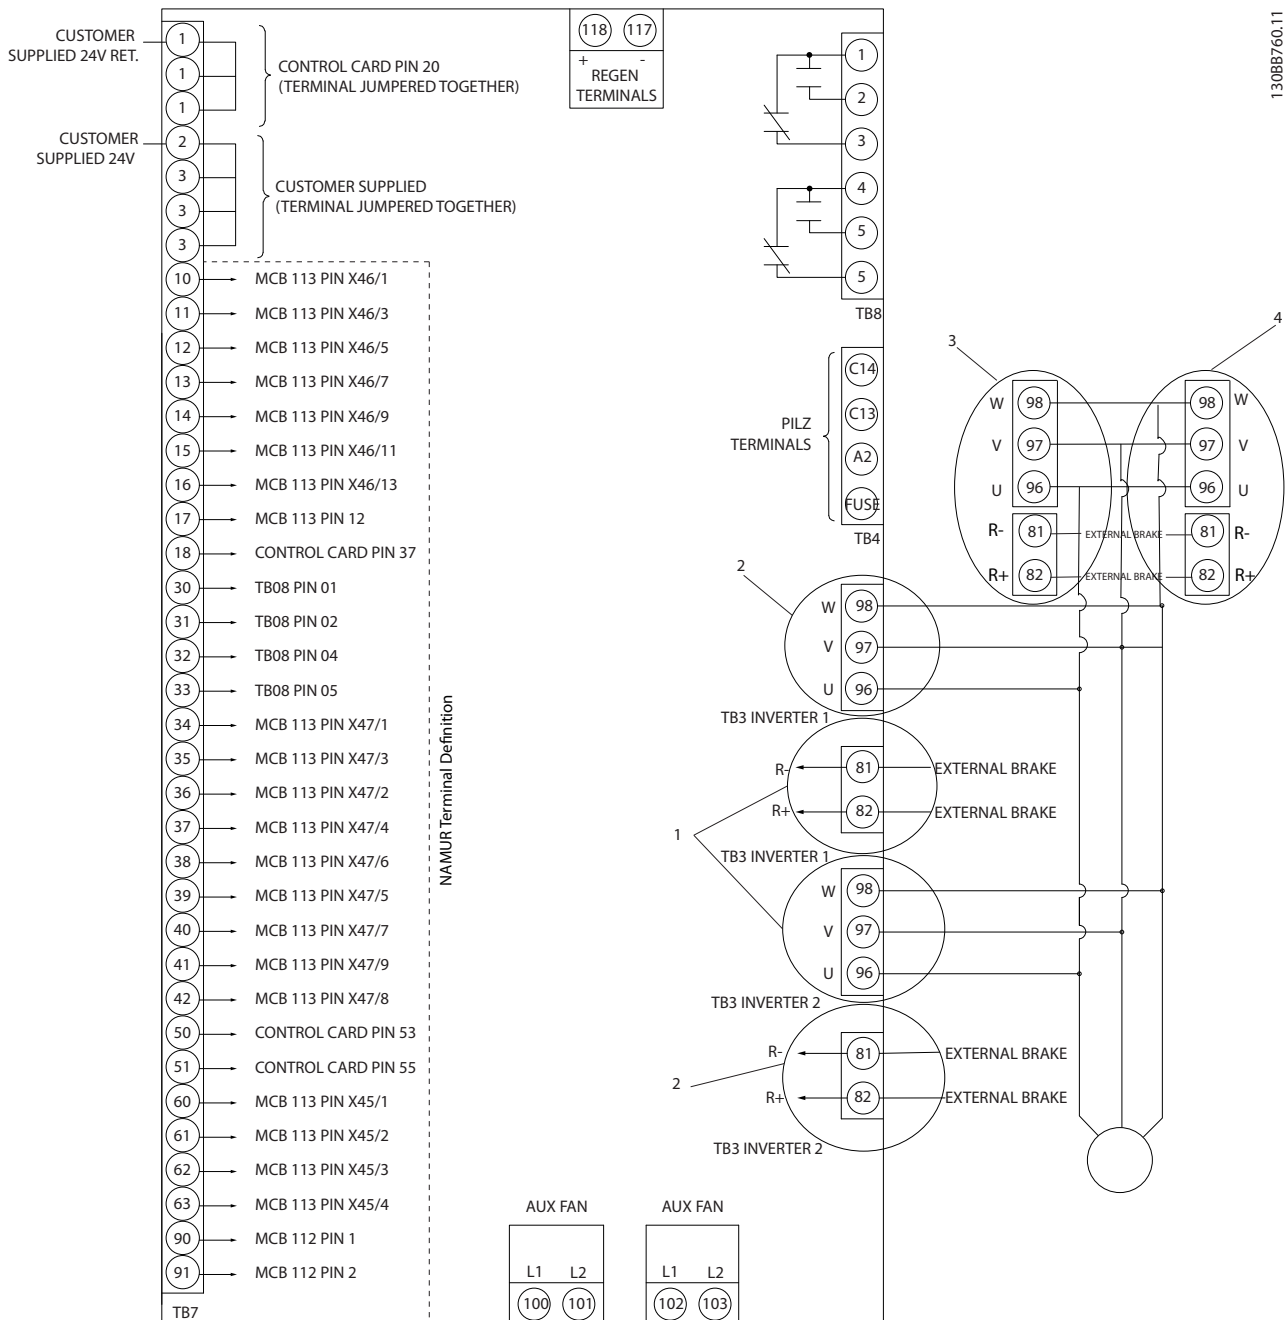 130BB760.11
CUSTOMER
SUPPLIED 24V RET.
1
1
1
CONTROL CARD PIN 20
(TERMINAL JUMPERED TOGETHER)
CUSTOMER
SUPPLIED 24V
2
3
3
3
CUSTOMER SUPPLIED
(TERMINAL JUMPERED TOGETHER)
10 MCB 113 PIN X46/1
11 MCB 113 PIN X46/3
12 MCB 113 PIN X46/5
13 MCB 113 PIN X46/7
14 MCB 113 PIN X46/9
15 MCB 113 PIN X46/11
16 MCB 113 PIN X46/13
17 MCB 113 PIN 12
18 CONTROL CARD PIN 37
30 TB08 PIN 01
31 TB08 PIN 02
32 TB08 PIN 04
33 TB08 PIN 05
34 MCB 113 PIN X47/1
35 MCB 113 PIN X47/3
36 MCB 113 PIN X47/2
37 MCB 113 PIN X47/4
38 MCB 113 PIN X47/6
39 MCB 113 PIN X47/5
40 MCB 113 PIN X47/7
41 MCB 113 PIN X47/9
42 MCB 113 PIN X47/8
50 CONTROL CARD PIN 53
51 CONTROL CARD PIN 55
60 MCB 113 PIN X45/1
61 MCB 113 PIN X45/2
62 MCB 113 PIN X45/3
63 MCB 113 PIN X45/4
90 MCB 112 PIN 1
91 MCB 112 PIN 2
TB7
NAMUR Terminal Definition
118 117
+ -
REGEN
TERMINALS
1
2
3
4
5
5
TB8
PILZ
TERMINALS
C14
C13
A2
FUSE
TB4
2
W 98
V 97
U 96
TB3 INVERTER 1
R- 81 EXTERNAL BRAKE
R+ 82 EXTERNAL BRAKE
1
TB3 INVERTER 1
W 98
V 97
U 96
TB3 INVERTER 2
R- 81 EXTERNAL BRAKE
2
R+ 82 EXTERNAL BRAKE
TB3 INVERTER 2
3
4
W 98 98 W
V 97 97 V
U 96 96 U
R- 81 EXTERNAL BRAKE 81 R-
R+ 82 EXTERNAL BRAKE 82 R+
AUX FAN
L1 L2
100 101
AUX FAN
L1 L2
102 103